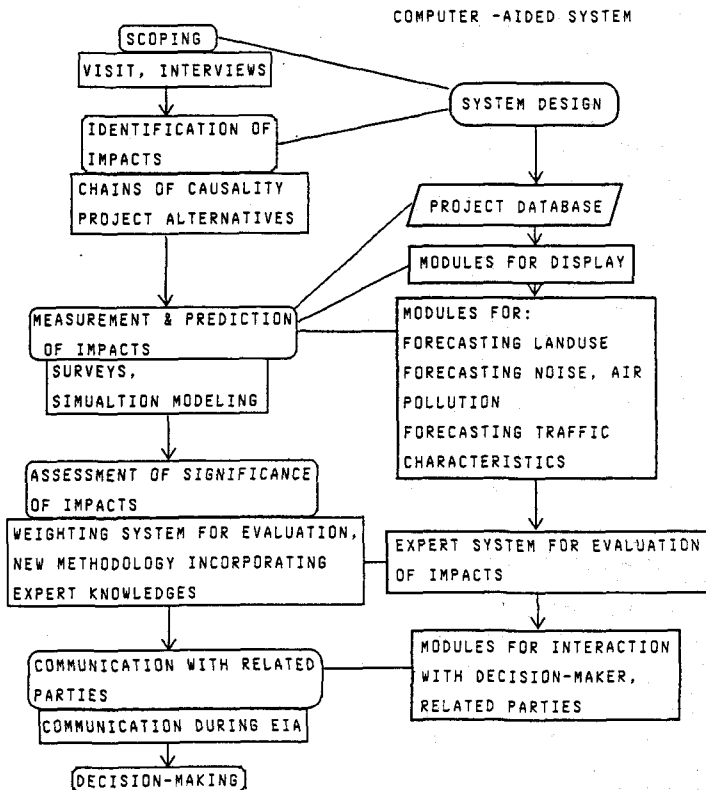 COMPUTER -AIDED SYSTEM
SCOPING
VISIT, INTERVIEWS
SYSTEM DESIGN
IDENTIFICATION OF
IMPACTS
CHAINS OF CAUSALITY
PROJECT ALTERNATIVES
PROJECT DATABASE
MODULES FOR DISPLAY
MEASUREMENT & PREDICTION
OF IMPACTS
SURVEYS,
SIMUALTION MODELING
MODULES FOR:
FORECASTING LANDUSE
FORECASTING NOISE, AIR
POLLUTION
FORECASTING TRAFFIC
CHARACTERISTICS
ASSESSMENT OF SIGNIFICANCE
OF IMPACTS
WEIGHTING SYSTEM FOR EVALUATION,
NEW METHODOLOGY INCORPORATING
EXPERT KNOWLEDGES
EXPERT SYSTEM FOR EVALUATION
OF IMPACTS
COMMUNICATION WITH RELATED
PARTIES
COMMUNICATION DURING EIA
MODULES FOR INTERACTION
WITH DECISION-MAKER,
RELATED PARTIES
DECISION-MAKING